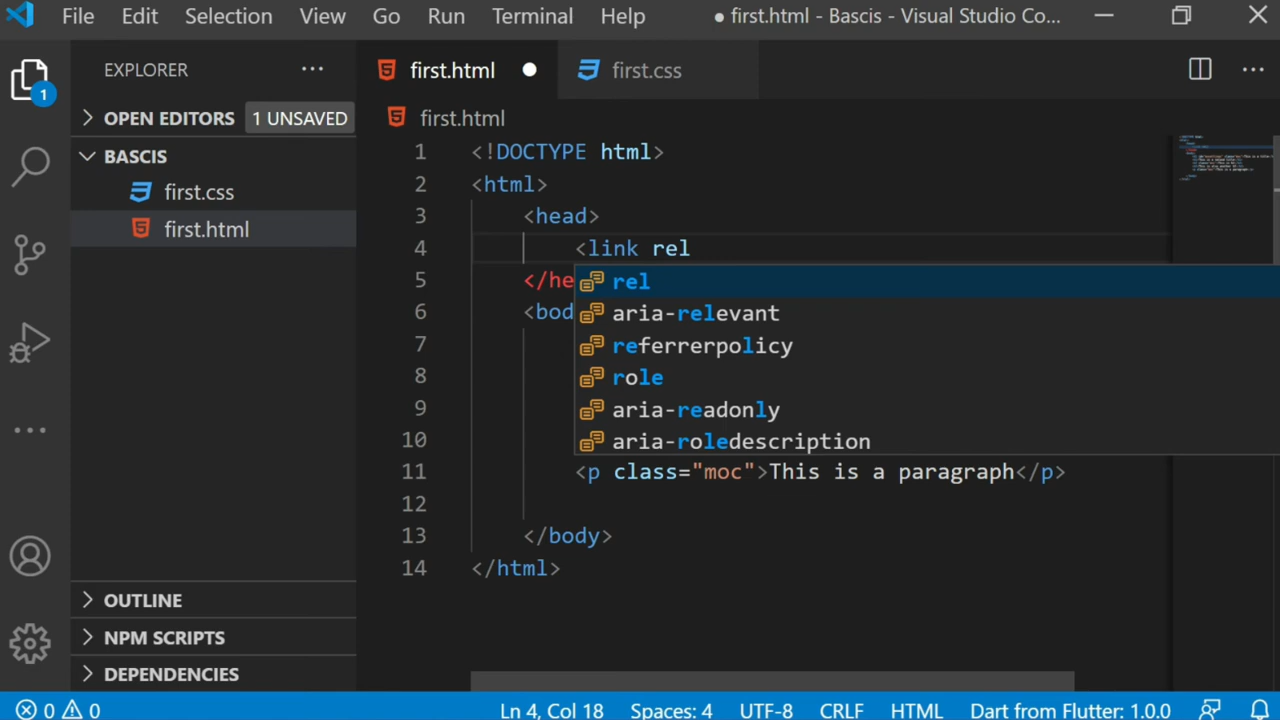 File Edit Selection View Go Run Terminal Help ● first.html - Bascis - Visual Studio Co...
EXPLORER ...
first.html ●
first.css
1
OPEN EDITORS 1 UNSAVED
first.html
BASCIS
first.css
first.html
1 <!DOCTYPE html>
2 <html>
3 <head>
4 <link rel
5 </he
6 <bod
7
8
9
10
11 <p class="moc">This is a paragraph</p>
12
13 </body>
14 </html>
rel
aria-relevant
referrerpolicy
role
aria-readonly
aria-roledescription
OUTLINE
NPM SCRIPTS
DEPENDENCIES
0 0 Ln 4, Col 18 Spaces: 4 UTF-8 CRLF HTML Dart from Flutter: 1.0.0